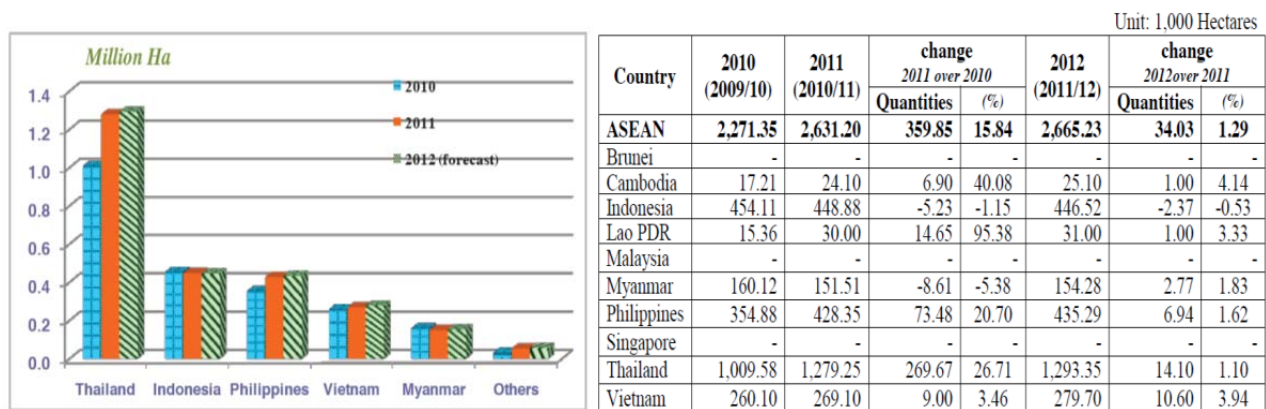 Million Ha
2010
2011
2012 (forecast)
1.4
1.2
1.0
0.8
0.6
0.4
0.2
0.0
Thailand Indonesia Philippines Vietnam Myanmar Others
Unit: 1,000 Hectares
Country 2010 (2009/10) 2011 (2010/11) change 2011 over 2010 Quantities (%) 2012 (2011/12) change 2012over 2011 Quantities (%)
ASEAN 2,271.35 2,631.20 359.85 15.84 2,665.23 34.03 1.29
Brunei - - - - - - -
Cambodia 17.21 24.10 6.90 40.08 25.10 1.00 4.14
Indonesia 454.11 448.88 -5.23 -1.15 446.52 -2.37 -0.53
Lao PDR 15.36 30.00 14.65 95.38 31.00 1.00 3.33
Malaysia - - - - - - -
Myanmar 160.12 151.51 -8.61 -5.38 154.28 2.77 1.83
Philippines 354.88 428.35 73.48 20.70 435.29 6.94 1.62
Singapore - - - - - - -
Thailand 1,009.58 1,279.25 269.67 26.71 1,293.35 14.10 1.10
Vietnam 260.10 269.10 9.00 3.46 279.70 10.60 3.94